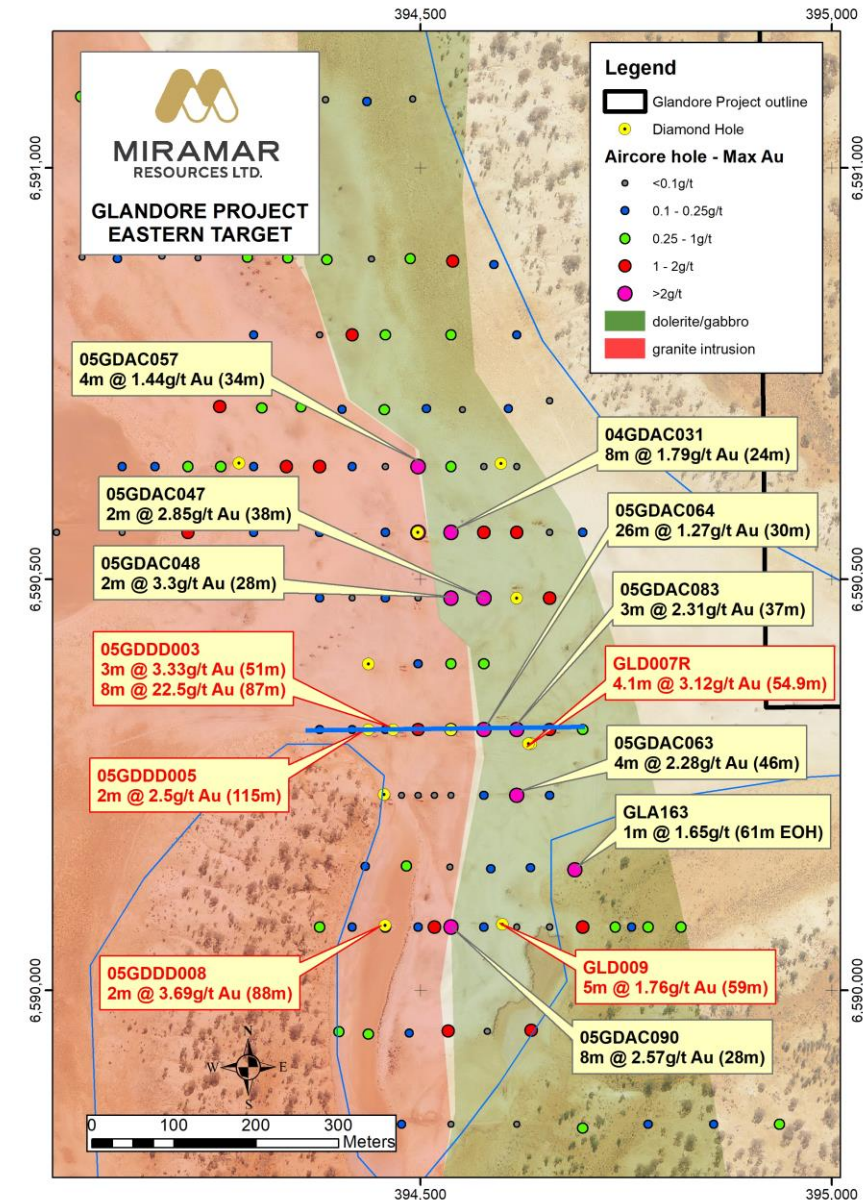 394,500
395,000
MIRAMAR
RESOURCES LTD.
GLANDORE PROJECT
EASTERN TARGET
Legend
Glandore Project outline
Diamond Hole
Aircore hole - Max Au
<0.1g/t
0.1 - 0.25g/t
0.25 - 1g/t
1 - 2g/t
>2g/t
dolerite/gabbro
granite intrusion
6,591,000
6,591,000
05GDAC057
4m @ 1.44g/t Au (34m)
04GDAC031
8m @ 1.79g/t Au (24m)
05GDAC047
2m @ 2.85g/t Au (38m)
05GDAC064
26m @ 1.27g/t Au (30m)
05GDAC048
2m @ 3.3g/t Au (28m)
05GDAC083
3m @ 2.31g/t Au (37m)
6,590,500
6,590,500
05GDDD003
3m @ 3.33g/t Au (51m)
8m @ 22.5g/t Au (87m)
GLD007R
4.1m @ 3.12g/t Au (54.9m)
05GDDD005
2m @ 2.5g/t Au (115m)
05GDAC063
4m @ 2.28g/t Au (46m)
GLA163
1m @ 1.65g/t (61m EOH)
05GDDD008
2m @ 3.69g/t Au (88m)
GLD009
5m @ 1.76g/t Au (59m)
6,590,000
6,590,000
05GDAC090
8m @ 2.57g/t Au (28m)
N
W
E
S
0 100 200 300
Meters
394,500
395,000